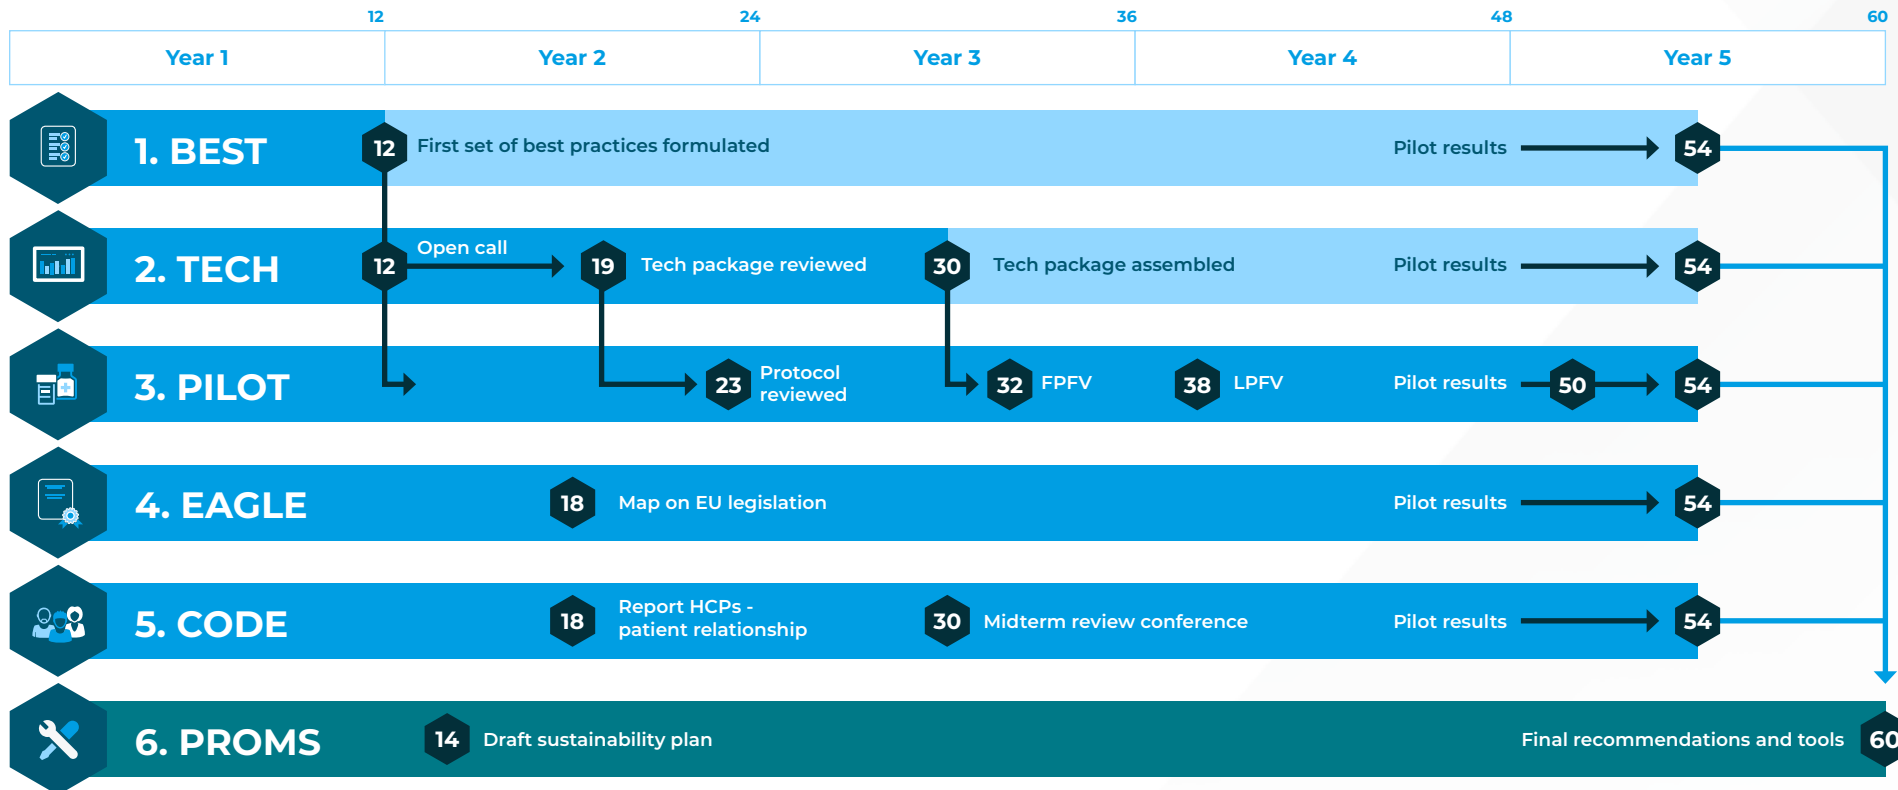 12 24 36 48 60
Year 1 Year 2 Year 3 Year 4 Year 5
1. BEST 12 First set of best practices formulated Pilot results 54
Open call
2. TECH 12 19 Tech package reviewed 30 Tech package assembled Pilot results 54
3. PILOT 23 Protocol
reviewed
32 FPFV 38 LPFV Pilot results 50 54
4. EAGLE 18 Map on EU legislation Pilot results 54
5. CODE 18 Report HCPs -
patient relationship
30 Midterm review conference Pilot results 54
6. PROMS 14 Draft sustainability plan Final recommendations and tools 60